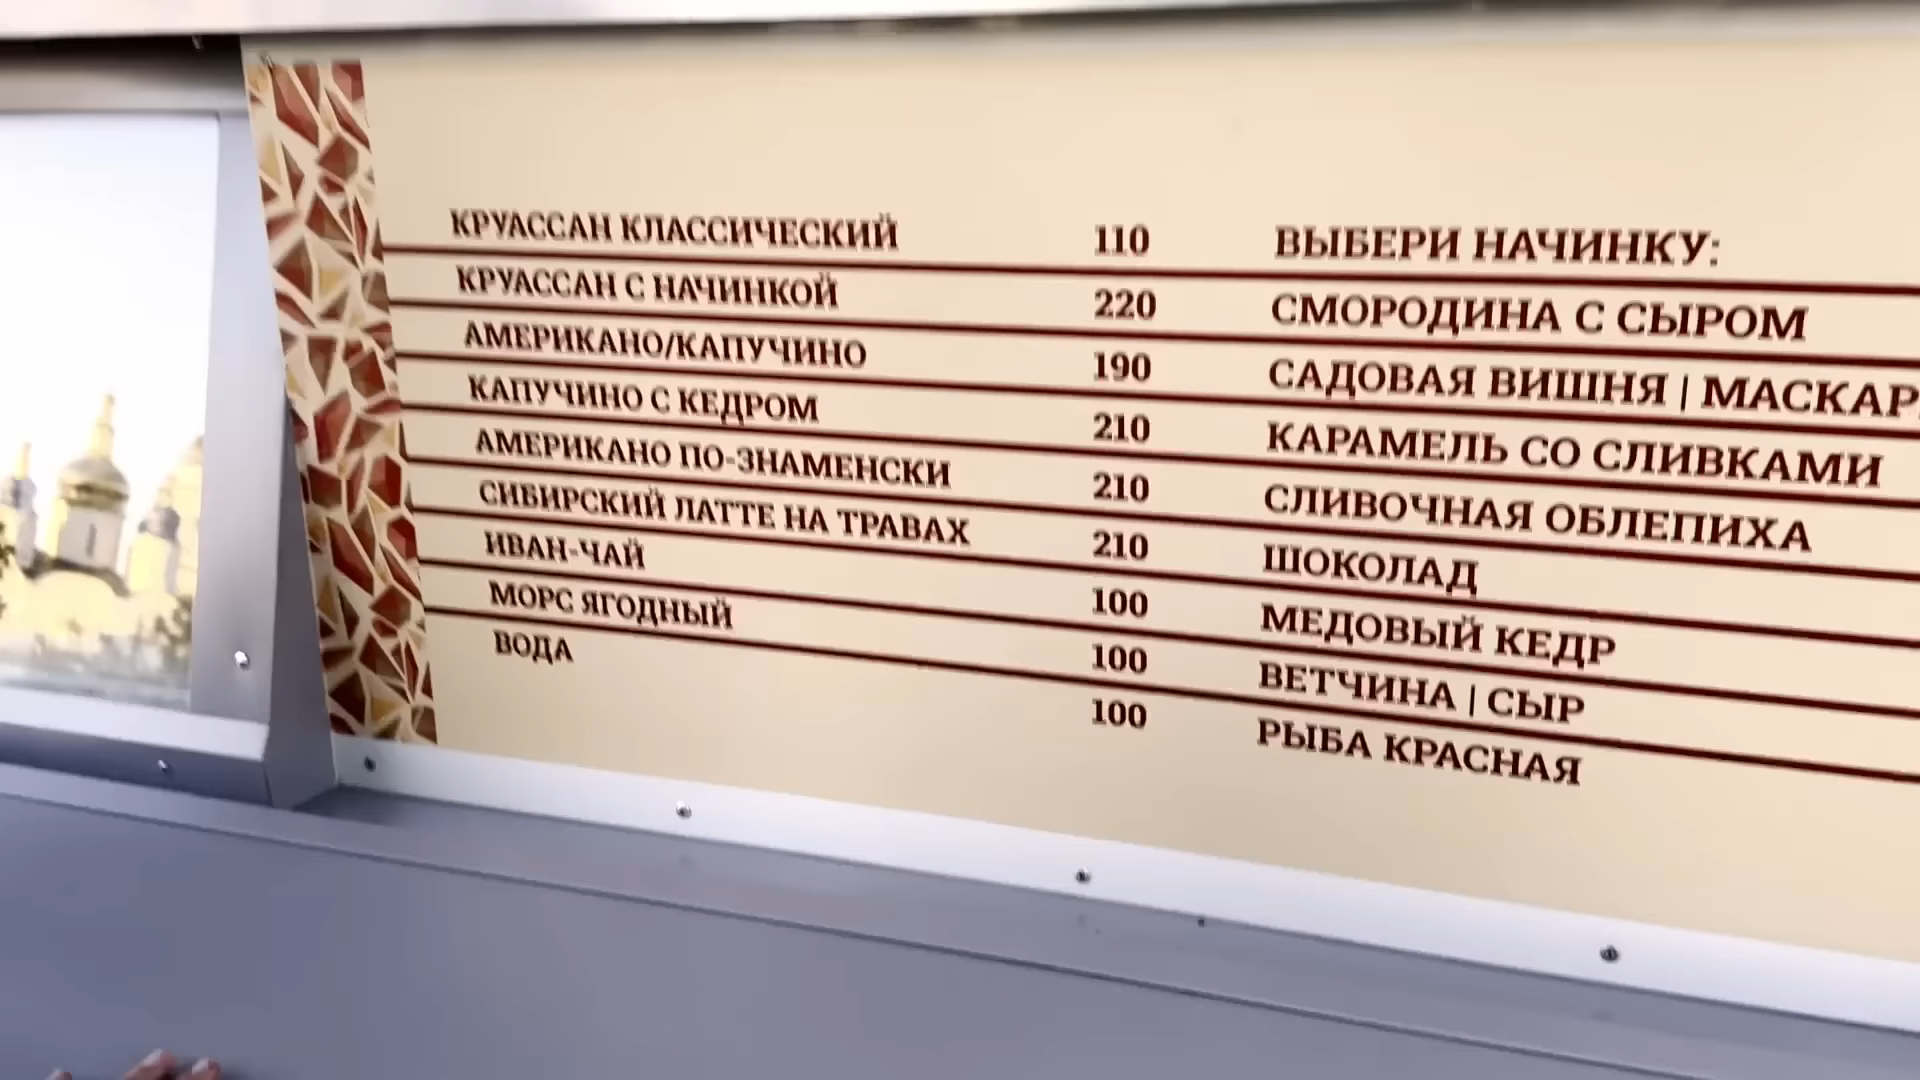 КРУАССАН КЛАССИЧЕСКИЙ 110
КРУАССАН С НАЧИНКОЙ 220
АМЕРИКАНО/КАПУЧИНО 190
КАПУЧИНО С КЕДРОМ 210
АМЕРИКАНО ПО-ЗНАМЕНСКИ 210
СИБИРСКИЙ ЛАТТЕ НА ТРАВАХ 210
ИВАН-ЧАЙ 100
МОРС ЯГОДНЫЙ 100
ВОДА 100
ВЫБЕРИ НАЧИНКУ:
СМОРОДИНА С СЫРОМ
САДОВАЯ ВИШНЯ | МАСКАР
КАРАМЕЛЬ СО СЛИВКАМИ
СЛИВОЧНАЯ ОБЛЕПИХА
ШОКОЛАД
МЕДОВЫЙ КЕДР
ВЕТЧИНА | СЫР
РЫБА КРАСНАЯ